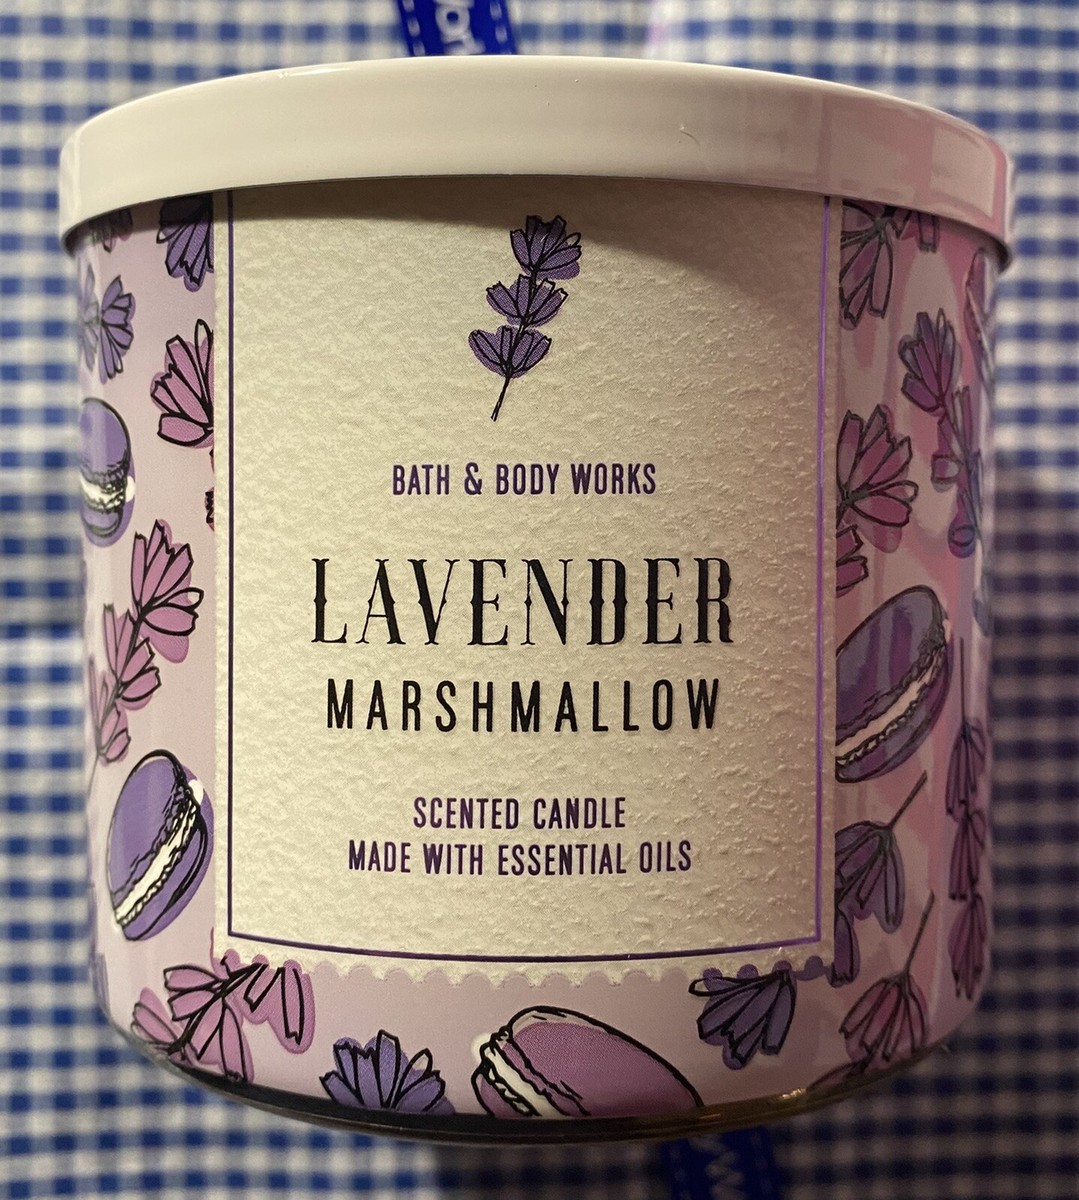 BATH & BODY WORKS
LAVENDER
MARSHMALLOW
SCENTED CANDLE
MADE WITH ESSENTIAL OILS